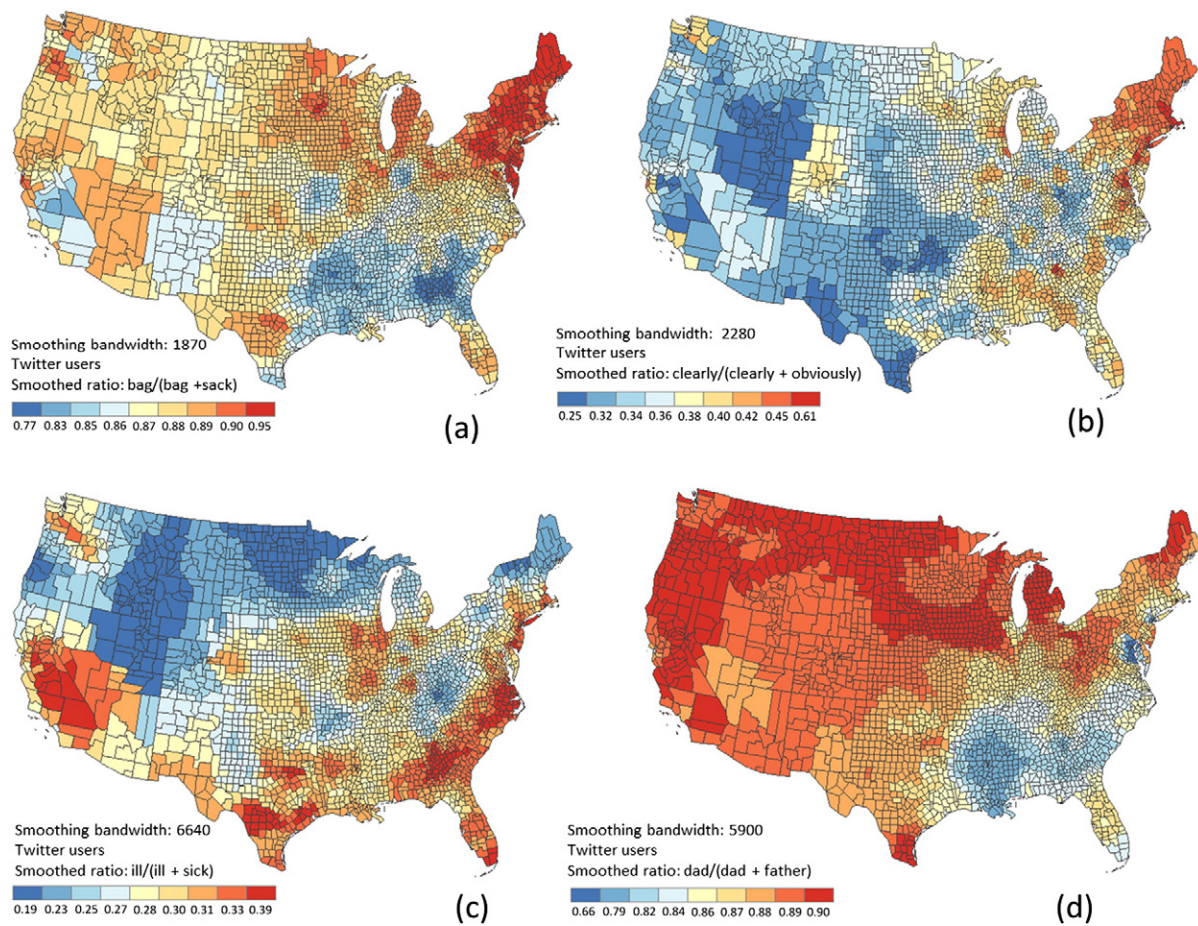 Smoothing bandwidth: 1870
Twitter users
Smoothed ratio: bag/(bag +sack)
0.77 0.83 0.85 0.86 0.87 0.88 0.89 0.90 0.95
(a)
Smoothing bandwidth: 2280
Twitter users
Smoothed ratio: clearly/(clearly + obviously)
0.25 0.32 0.34 0.36 0.38 0.40 0.42 0.45 0.61
(b)
Smoothing bandwidth: 6640
Twitter users
Smoothed ratio: ill/(ill + sick)
0.19 0.23 0.25 0.27 0.28 0.30 0.31 0.33 0.39
(c)
Smoothing bandwidth: 5900
Twitter users
Smoothed ratio: dad/(dad + father)
0.66 0.79 0.82 0.84 0.86 0.87 0.88 0.89 0.90
(d)